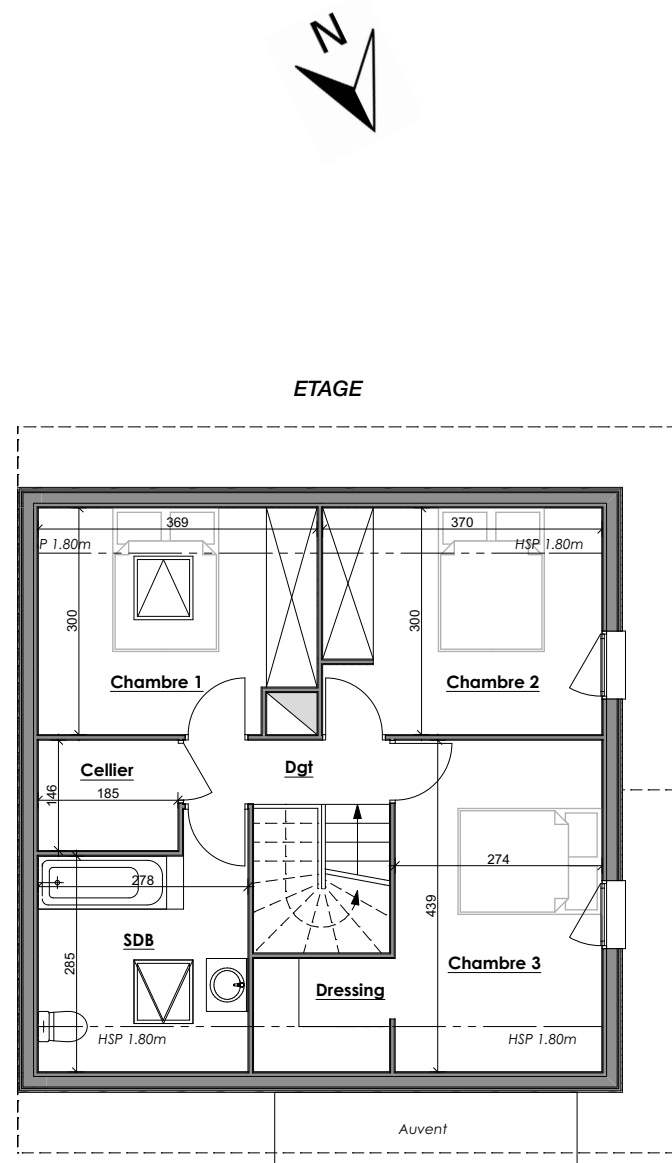 N
ETAGE
369
370
P 1.80m
HSP 1.80m
300
300
Chambre 1
Chambre 2
Cellier
Dgt
146
185
274
278
439
SDB
285
Chambre 3
Dressing
HSP 1.80m
HSP 1.80m
Auvent